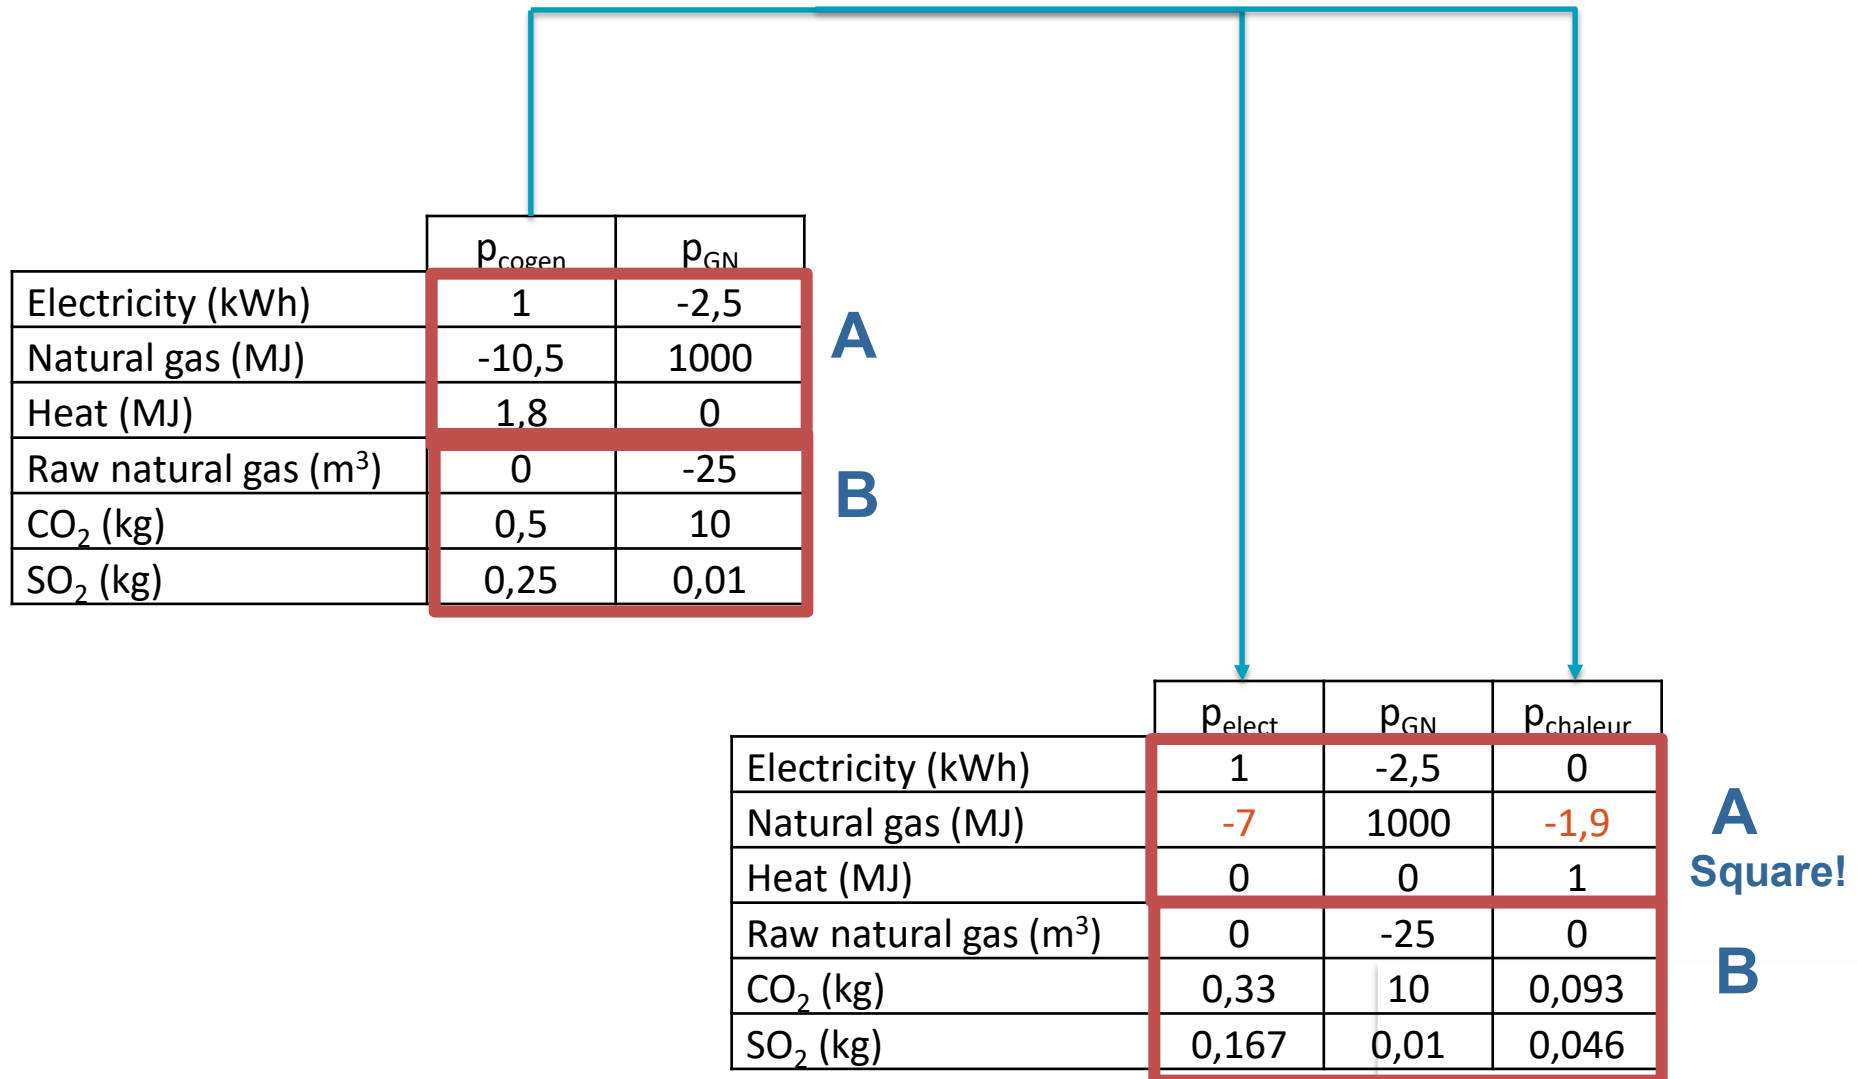 p_cogen p_GN
Electricity (kWh) 1 -2,5
Natural gas (MJ) -10,5 1000
Heat (MJ) 1,8 0
A
Raw natural gas (m³) 0 -25
CO₂ (kg) 0,5 10
SO₂ (kg) 0,25 0,01
B
p_elect p_GN p_chaleur
Electricity (kWh) 1 -2,5 0
Natural gas (MJ) -7 1000 -1,9
Heat (MJ) 0 0 1
A
Square!
Raw natural gas (m³) 0 -25 0
CO₂ (kg) 0,33 10 0,093
SO₂ (kg) 0,167 0,01 0,046
B